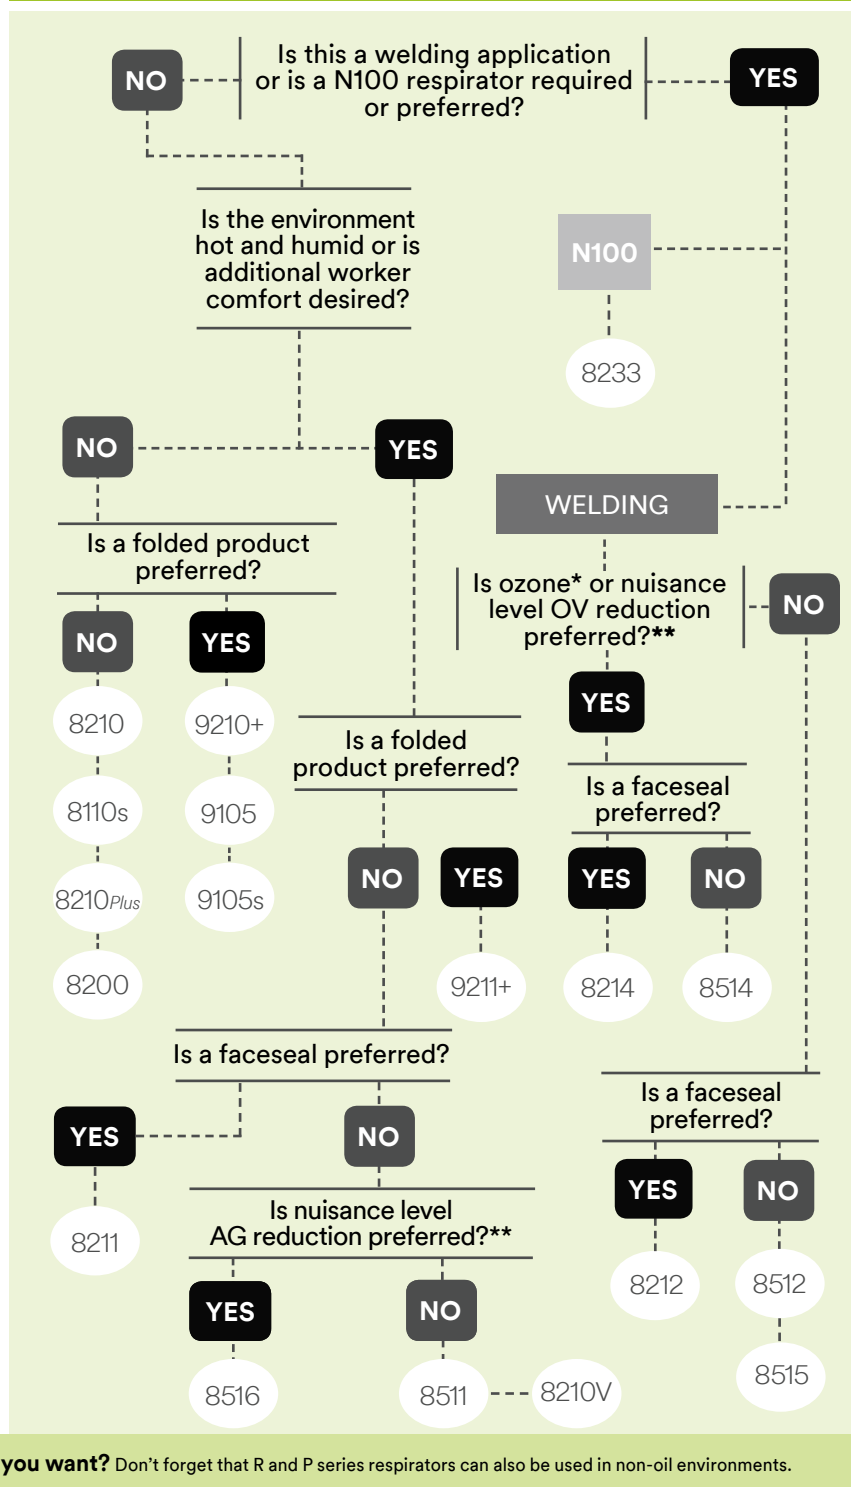 Is this a welding application
or is a N100 respirator required
or preferred?
NO
YES
Is the environment
hot and humid or is
additional worker
comfort desired?
N100
8233
NO
YES
WELDING
Is a folded product
preferred?
NO
YES
8210
9210+
8110s
9105
8210Plus
9105s
8200
Is a folded
product preferred?
NO
YES
9211+
Is a faceseal preferred?
YES
NO
8211
Is nuisance level
AG reduction preferred?**
YES
NO
8516
8511
8210V
Is ozone* or nuisance
level OV reduction
preferred?**
NO
YES
Is a faceseal
preferred?
YES
NO
8214
8514
Is a faceseal
preferred?
YES
NO
8212
8512
8515
you want? Don’t forget that R and P series respirators can also be used in non-oil environments.